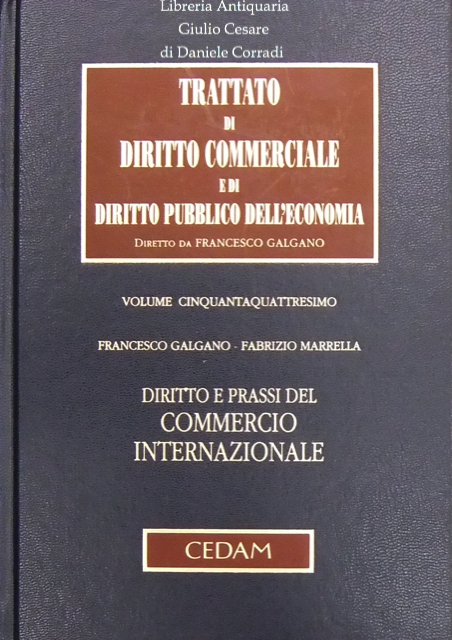 Libreria Antiquaria
Giulio Cesare
di Daniele Corradi
TRATTATO
DI
DIRITTO COMMERCIALE
E DI
DIRITTO PUBBLICO DELL'ECONOMIA
DIRETTO DA FRANCESCO GALGANO
VOLUME CINQUANTAQUATTRESIMO
FRANCESCO GALGANO - FABRIZIO MARRELLA
DIRITTO E PRASSI DEL
COMMERCIO
INTERNAZIONALE
CEDAM